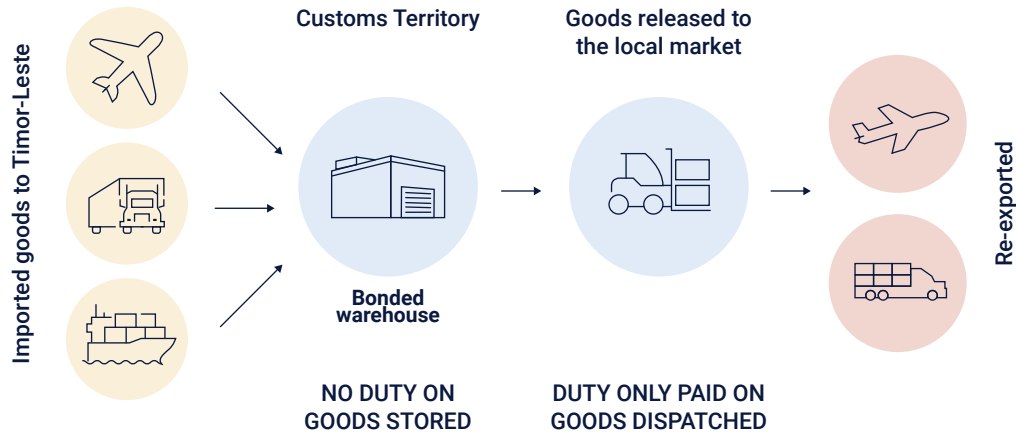 Imported goods to Timor-Leste
Customs Territory
Bonded
warehouse
NO DUTY ON
GOODS STORED
Goods released to
the local market
DUTY ONLY PAID ON
GOODS DISPATCHED
Re-exported